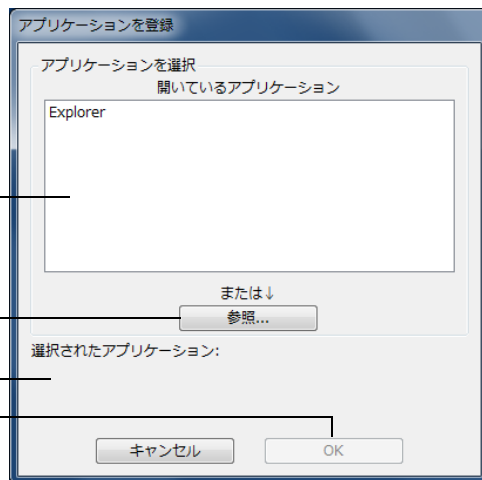 アプリケーションを登録
アプリケーションを選択
開いているアプリケーション
Explorer
または↓
参照...
選択されたアプリケーション:
キャンセル OK